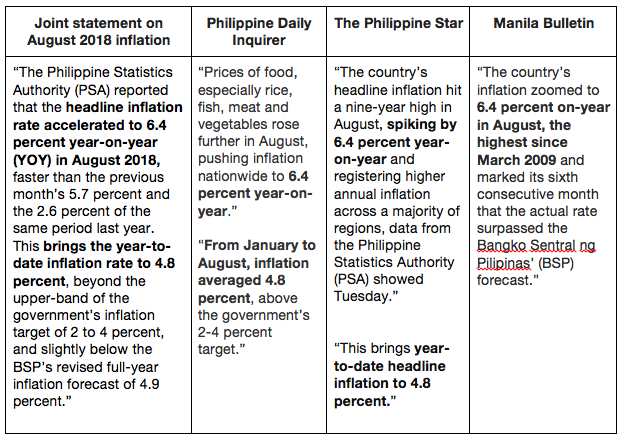 Joint statement on
August 2018 inflation
Philippine Daily
Inquirer
The Philippine Star
Manila Bulletin
“The Philippine Statistics
Authority (PSA) reported
that the headline inflation
rate accelerated to 6.4
percent year-on-year
(YOY) in August 2018,
faster than the previous
month’s 5.7 percent and
the 2.6 percent of the
same period last year.
This brings the year-to-
date inflation rate to 4.8
percent, beyond the
upper-band of the
government’s inflation
target of 2 to 4 percent,
and slightly below the
BSP’s revised full-year
inflation forecast of 4.9
percent.”
“Prices of food,
especially rice,
fish, meat and
vegetables rose
further in August,
pushing inflation
nationwide to 6.4
percent year-on-
year.”
“From January to
August, inflation
averaged 4.8
percent, above
the government’s
2-4 percent
target.”
“The country’s
headline inflation hit
a nine-year high in
August, spiking by
6.4 percent year-
on-year and
registering higher
annual inflation
across a majority of
regions, data from
the Philippine
Statistics Authority
(PSA) showed
Tuesday.”
“This brings year-
to-date headline
inflation to 4.8
percent.”
“The country’s
inflation zoomed to
6.4 percent on-year
in August, the
highest since
March 2009 and
marked its sixth
consecutive month
that the actual rate
surpassed the
Bangko Sentral ng
Pilipinas’ (BSP)
forecast.”